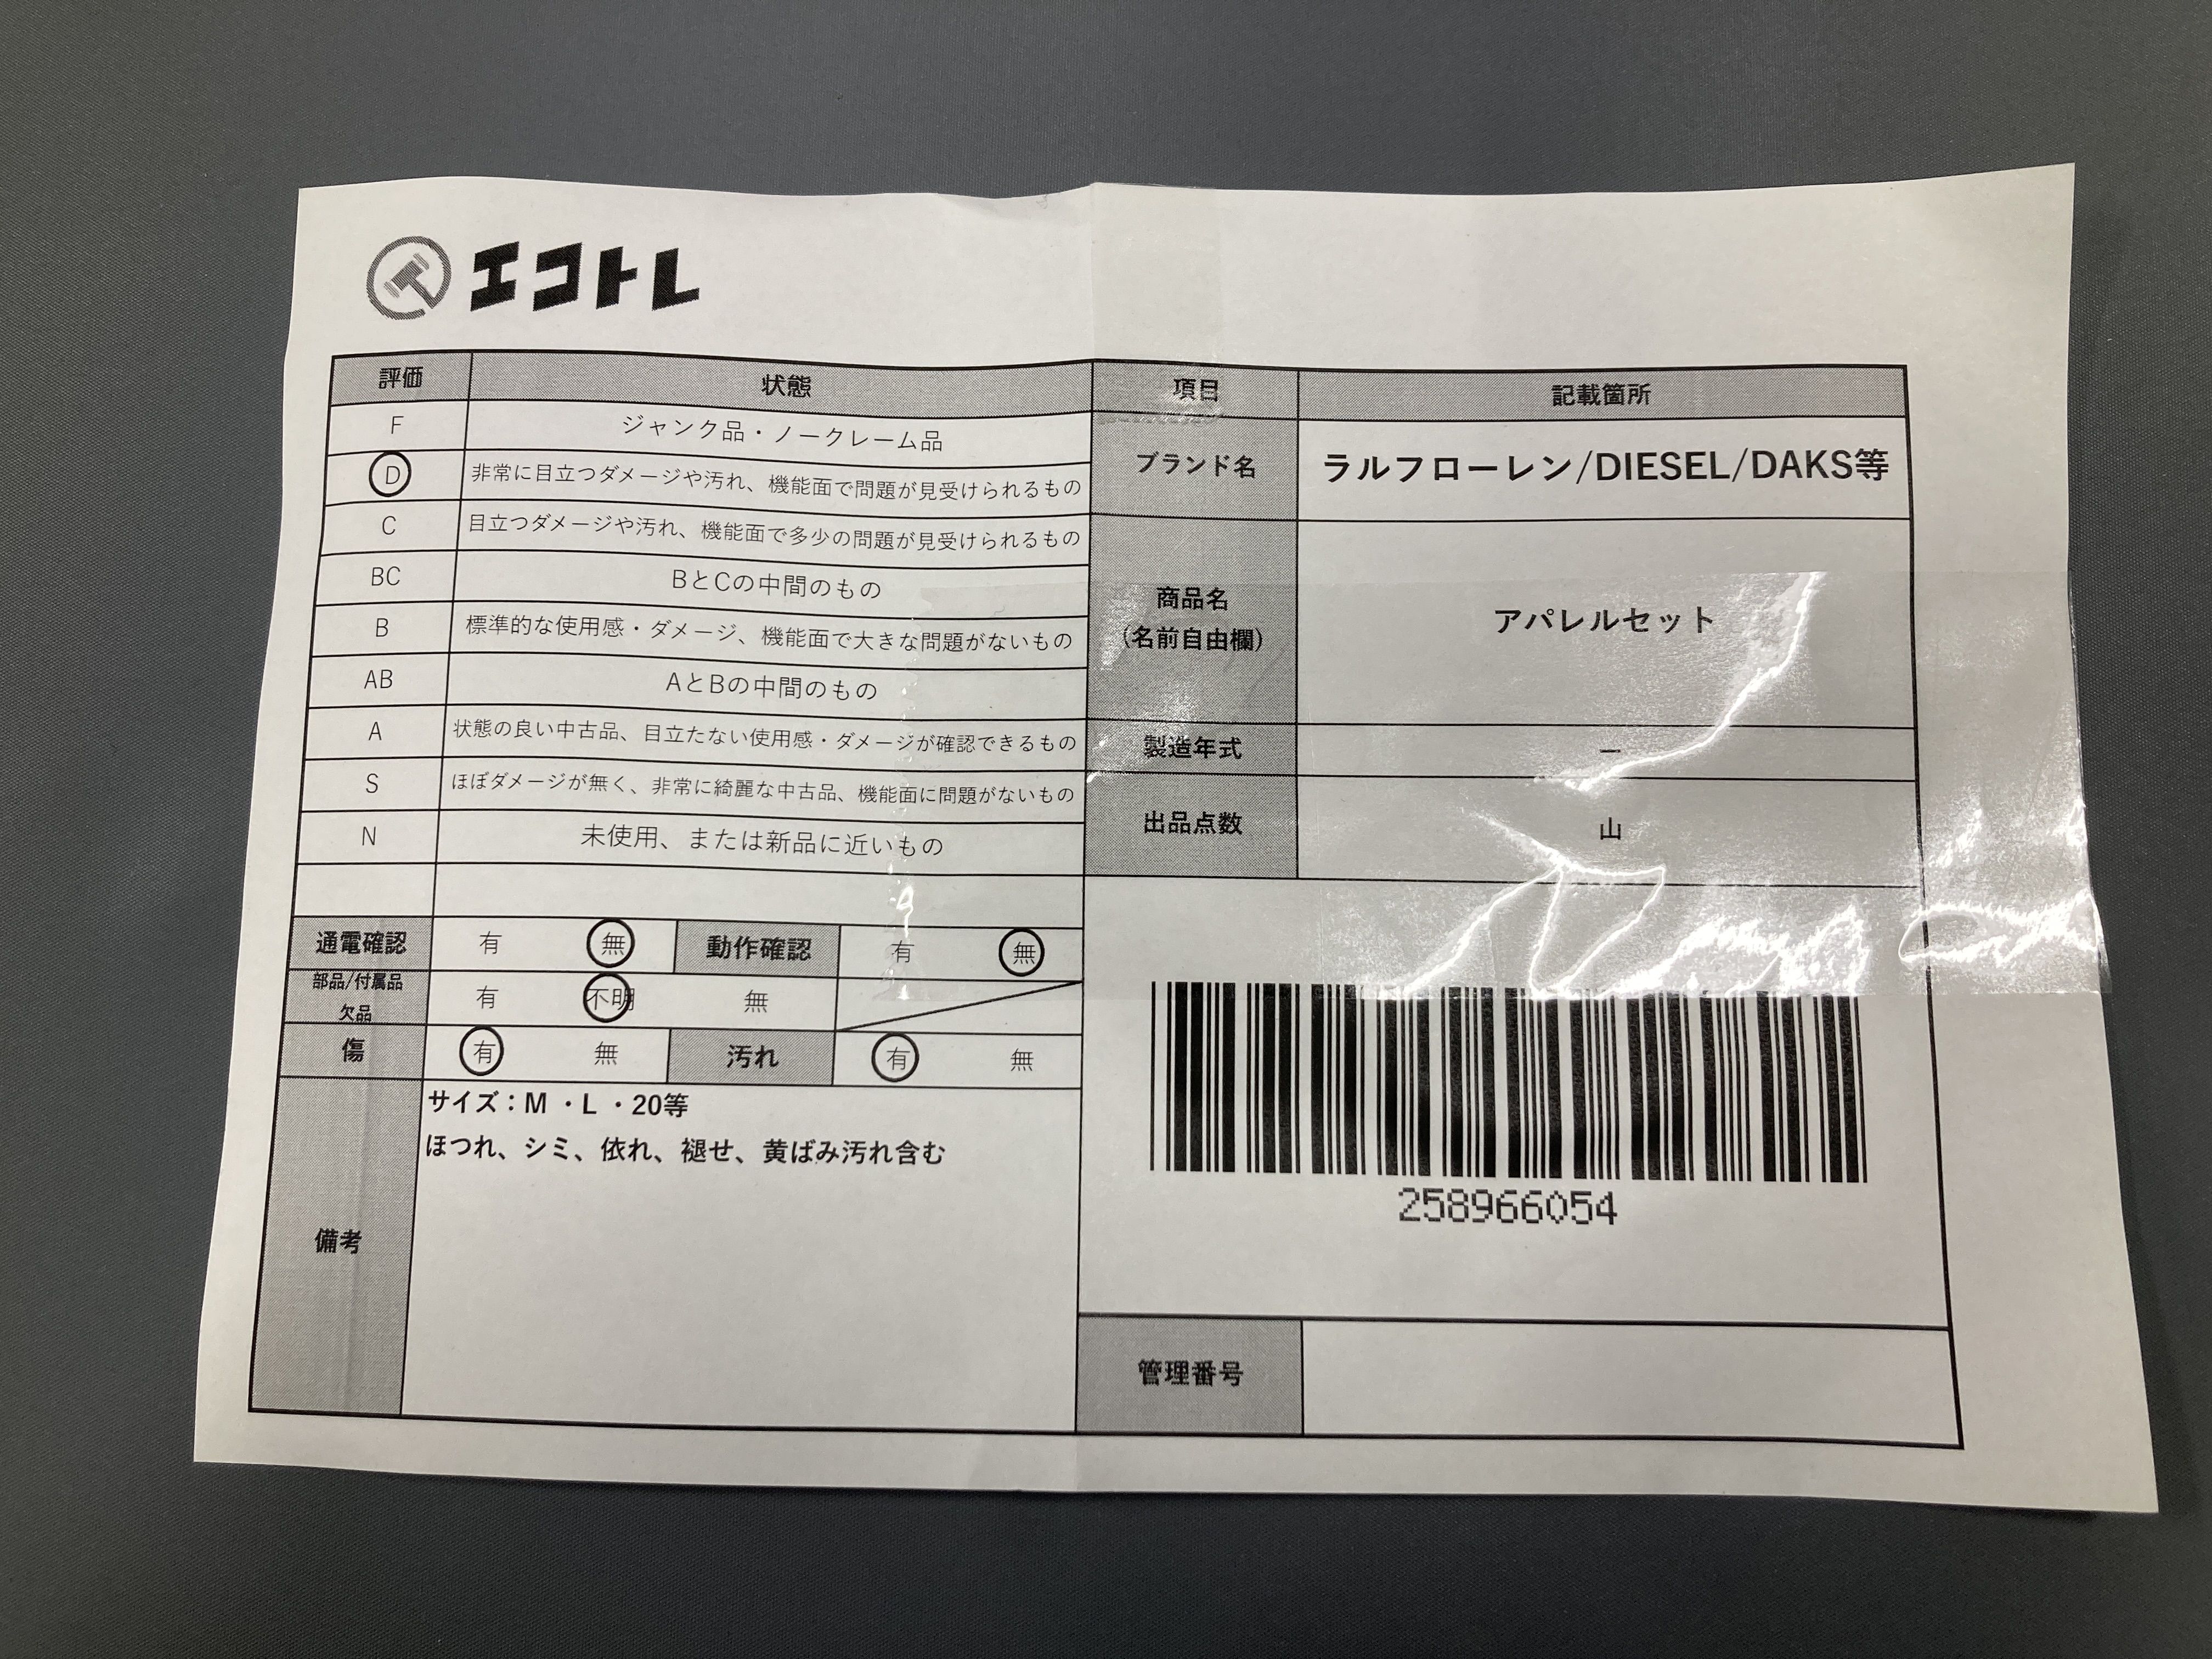 エコトレ
評価 状態
F ジャンク品・ノークレーム品
D 非常に目立つダメージや汚れ、機能面で問題が見受けられるもの
C 目立つダメージや汚れ、機能面で多少の問題が見受けられるもの
BC BとCの中間のもの
B 標準的な使用感・ダメージ、機能面で大きな問題がないもの
AB AとBの中間のもの
A 状態の良い中古品、目立たない使用感・ダメージが確認できるもの
S ほぼダメージが無く、非常に綺麗な中古品、機能面に問題がないもの
N 未使用、または新品に近いもの
通電確認 有 無 動作確認 有 無
部品/付属品
欠品 有 不明 無
傷 有 無 汚れ 有 無
備考
サイズ：M ・L ・20等
ほつれ、シミ、依れ、褪せ、黄ばみ汚れ含む
項目 記載箇所
ブランド名 ラルフローレン/DIESEL/DAKS等
商品名
(名前自由欄) アパレルセット
製造年式 ー
出品点数 山
258966054
管理番号